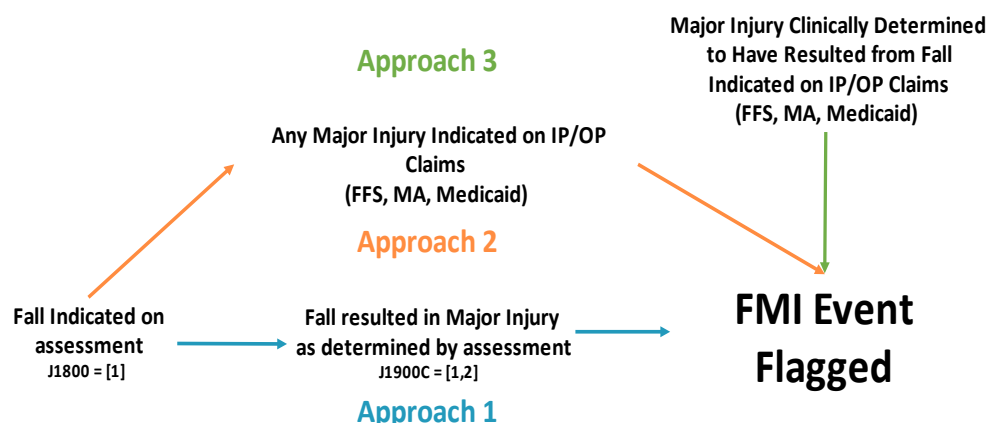 Major Injury Clinically Determined
to Have Resulted from Fall
Indicated on IP/OP Claims
(FFS, MA, Medicaid)
Approach 3
Any Major Injury Indicated on IP/OP
Claims
(FFS, MA, Medicaid)
Approach 2
Fall Indicated on
assessment
J1800 = [1]
Fall resulted in Major Injury
as determined by assessment
J1900C = [1,2]
Approach 1
FMI Event
Flagged